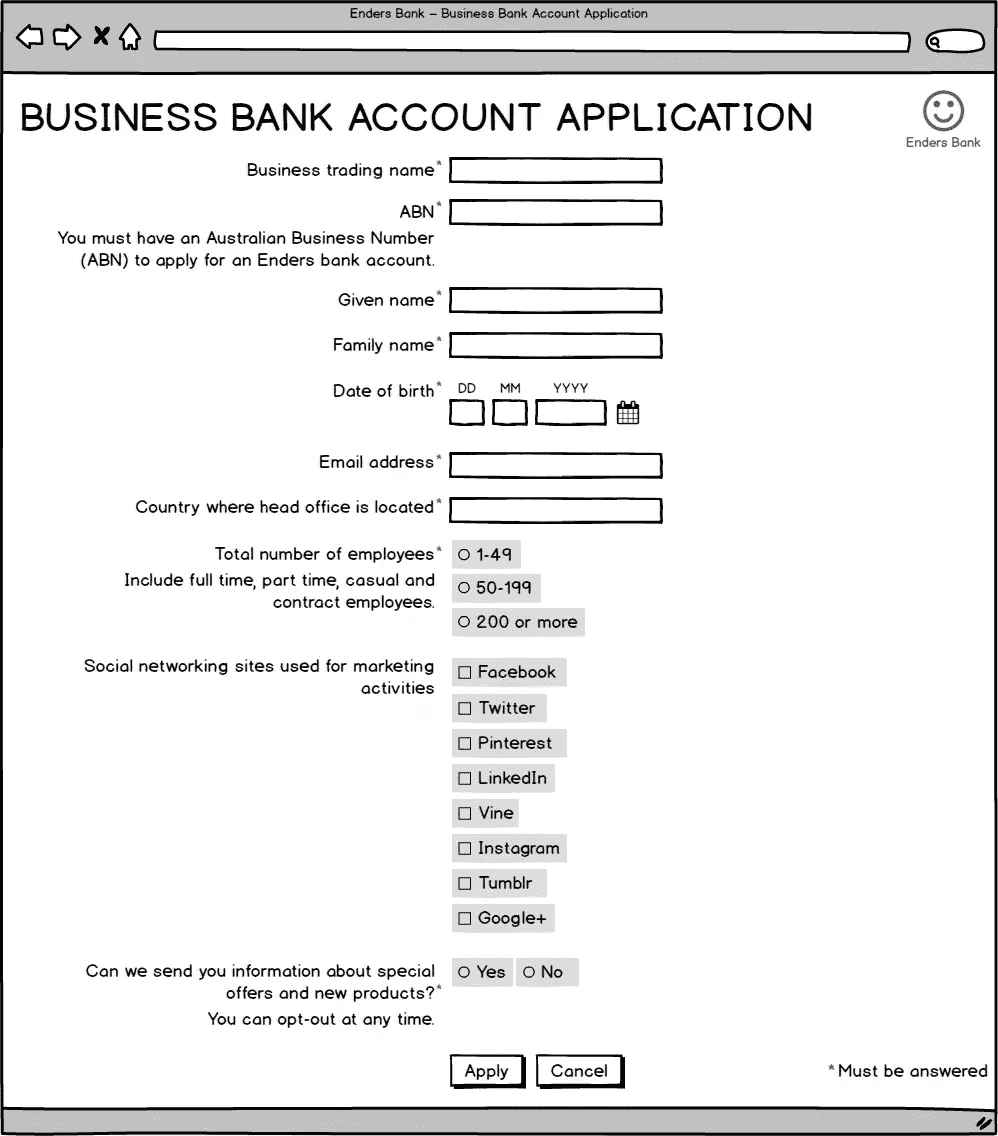 Enders Bank – Business Bank Account Application
BUSINESS BANK ACCOUNT APPLICATION
Enders Bank
Business trading name*
ABN*
You must have an Australian Business Number
(ABN) to apply for an Enders bank account.
Given name*
Family name*
Date of birth* DD MM YYYY
Email address*
Country where head office is located*
Total number of employees* 1-49
Include full time, part time, casual and
contract employees.
50-199
200 or more
Social networking sites used for marketing
activities
Facebook
Twitter
Pinterest
LinkedIn
Vine
Instagram
Tumblr
Google+
Can we send you information about special
offers and new products?*
Yes No
You can opt-out at any time.
Apply Cancel
*Must be answered